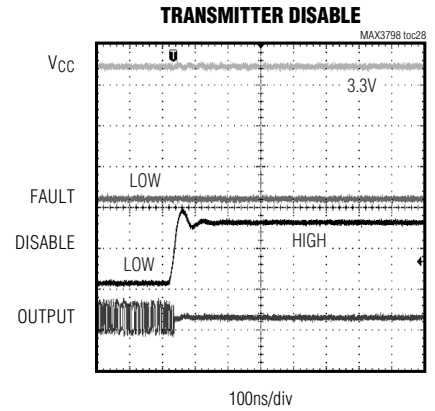 TRANSMITTER DISABLE
MAX3798 toc28
VCC
3.3V
LOW
FAULT
DISABLE
HIGH
LOW
OUTPUT
100ns/div